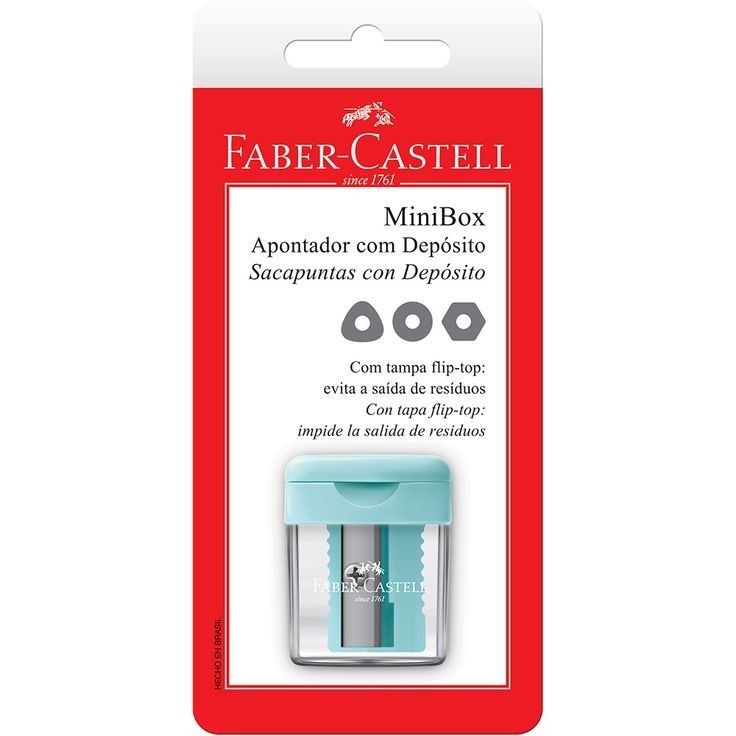 FABER-CASTELL
since 1761
MiniBox
Apontador com Depósito
Sacapuntas con Depósito
Com tampa flip-top:
evita a saída de resíduos
Con tapa flip-top:
impide la salida de residuos
FABER-CASTELL
since 1761
HECHO EN BRASIL